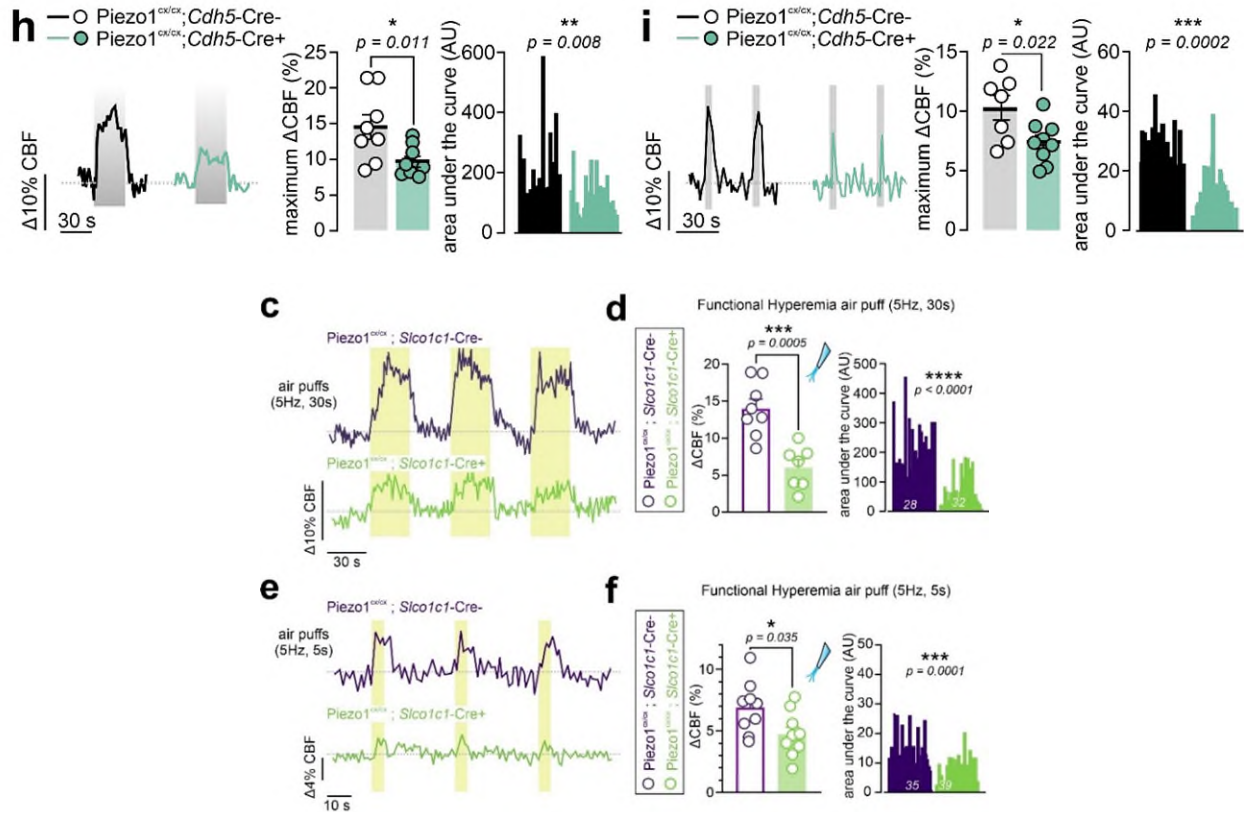 h
Piezo1cx/cx;Cdh5-Cre-
Piezo1cx/cx;Cdh5-Cre+
Δ10% CBF
30 s
maximum ΔCBF (%)
25
20
15
10
5
0
*
p = 0.011
area under the curve (AU)
600
400
200
0
**
p = 0.008
i
Piezo1cx/cx;Cdh5-Cre-
Piezo1cx/cx;Cdh5-Cre+
Δ10% CBF
30 s
maximum ΔCBF (%)
15
10
5
0
*
p = 0.022
area under the curve (AU)
60
40
20
0
***
p = 0.0002
c
Piezo1cx/cx ; Slco1c1-Cre-
air puffs
(5Hz, 30s)
Piezo1cx/cx ; Slco1c1-Cre+
Δ10% CBF
30 s
d
Functional Hyperemia air puff (5Hz, 30s)
Piezo1cx/cx ; Slco1c1-Cre-
Piezo1cx/cx ; Slco1c1-Cre+
ΔCBF (%)
20
15
10
5
0
***
p = 0.0005
area under the curve (AU)
500
400
300
200
100
0
****
p < 0.0001
28
32
e
Piezo1cx/cx ; Slco1c1-Cre-
air puffs
(5Hz, 5s)
Piezo1cx/cx ; Slco1c1-Cre+
Δ4% CBF
10 s
f
Functional Hyperemia air puff (5Hz, 5s)
Piezo1cx/cx ; Slco1c1-Cre-
Piezo1cx/cx ; Slco1c1-Cre+
ΔCBF (%)
10
5
0
*
p = 0.035
area under the curve (AU)
50
40
30
20
10
0
***
p = 0.0001
35
39